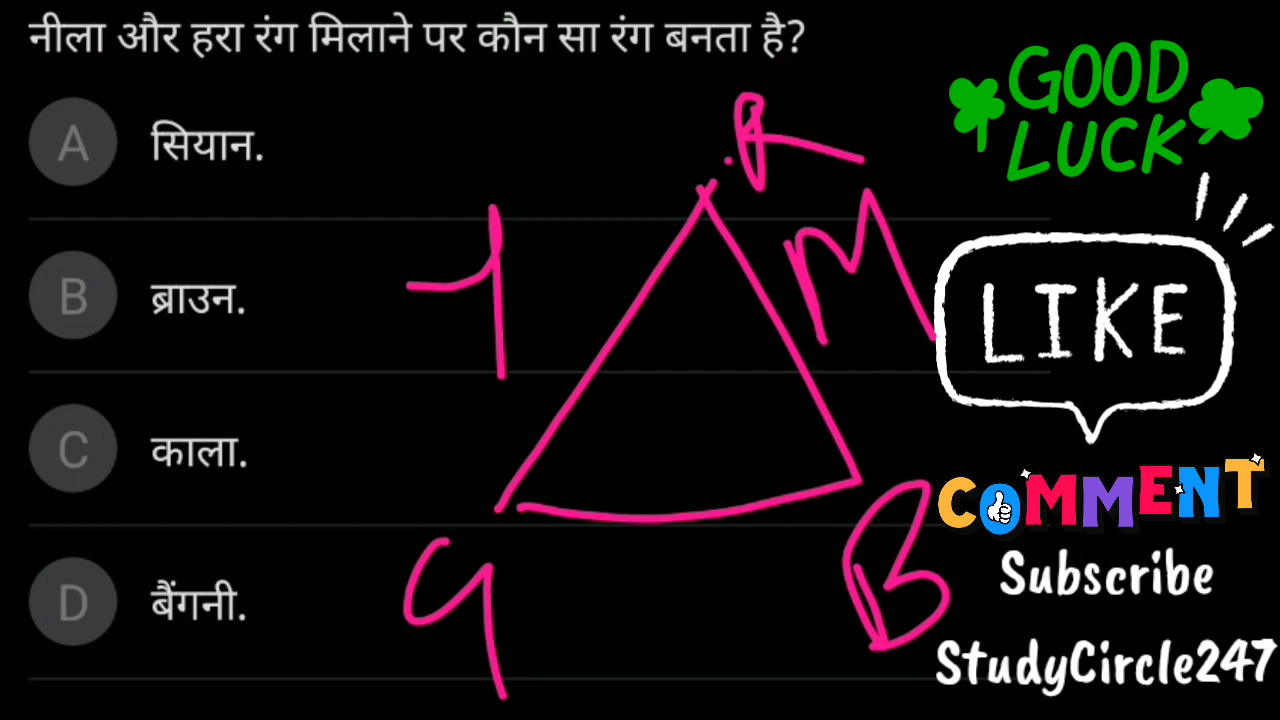 नीला और हरा रंग मिलाने पर कौन सा रंग बनता है?
A सियान.
B ब्राउन.
C काला.
D बैंगनी.
R
M
Y
G
B
GOOD
LUCK
LIKE
COMMENT
Subscribe
StudyCircle247